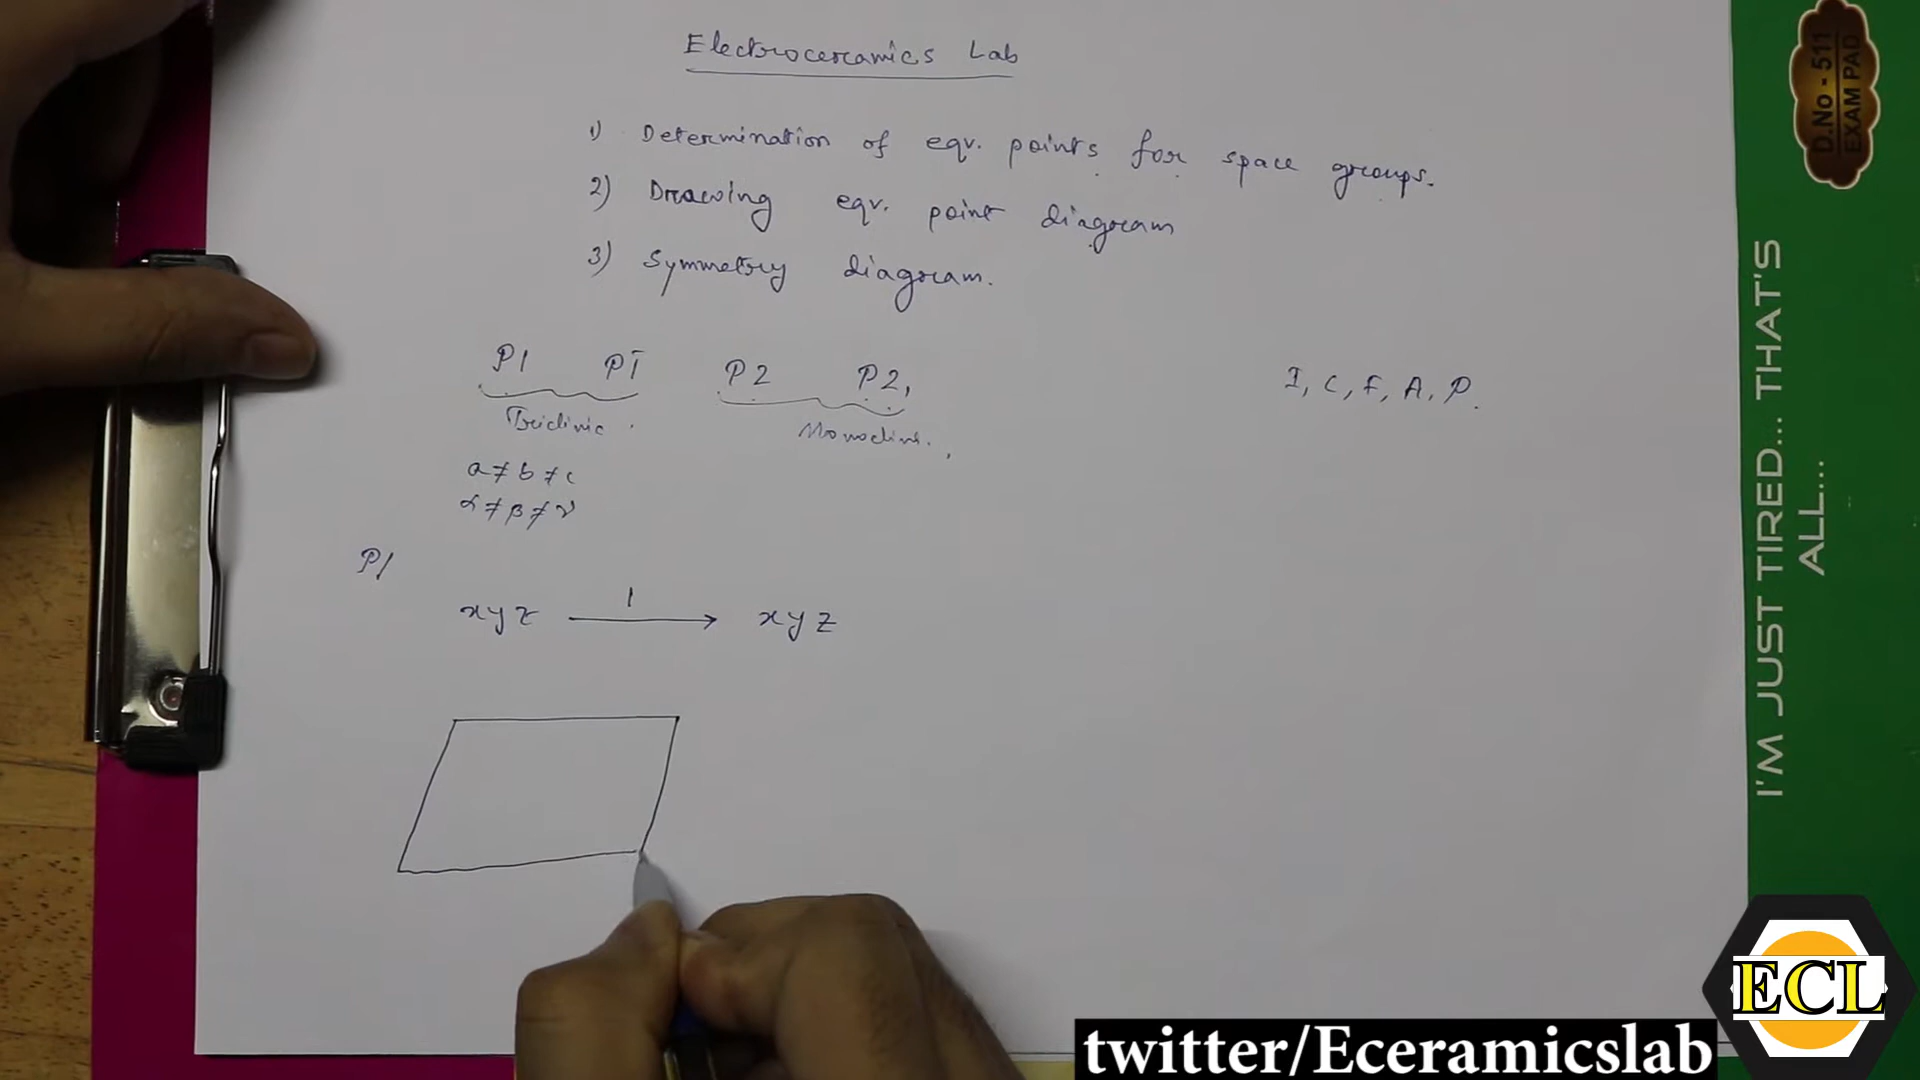 Electroceramics Lab
1) Determination of eqv. points for space groups.
2) Drawing eqv. point diagram
3) Symmetry diagram.
P1 P1̄ P2 P2₁
I, C, F, A, P.
Triclinic Monoclini.
a ≠ b ≠ c
α ≠ β ≠ γ
P1
xyz 1 → xyz
D.No - 511
EXAM PAD
I'M JUST TIRED... THAT'S
ALL...
ECL
twitter/Eceramicslab